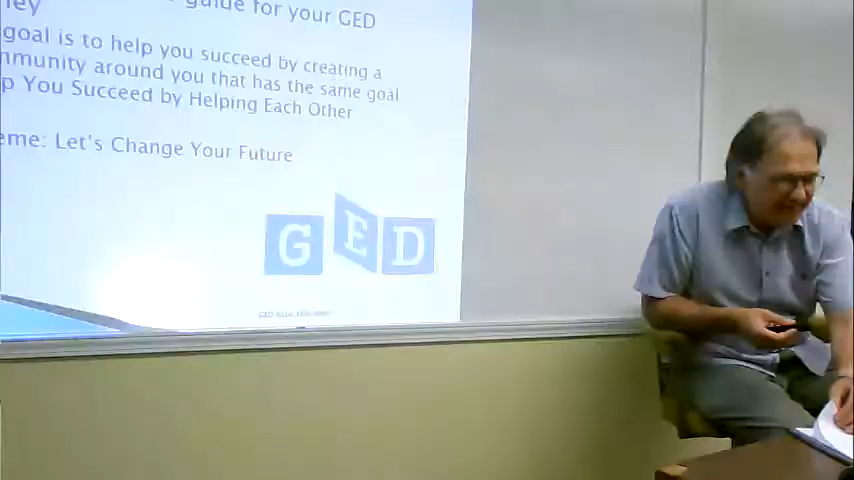 guide for your GED
goal is to help you succeed by creating a
mmunity around you that has the same goal
p You Succeed by Helping Each Other
eme: Let's Change Your Future
GED